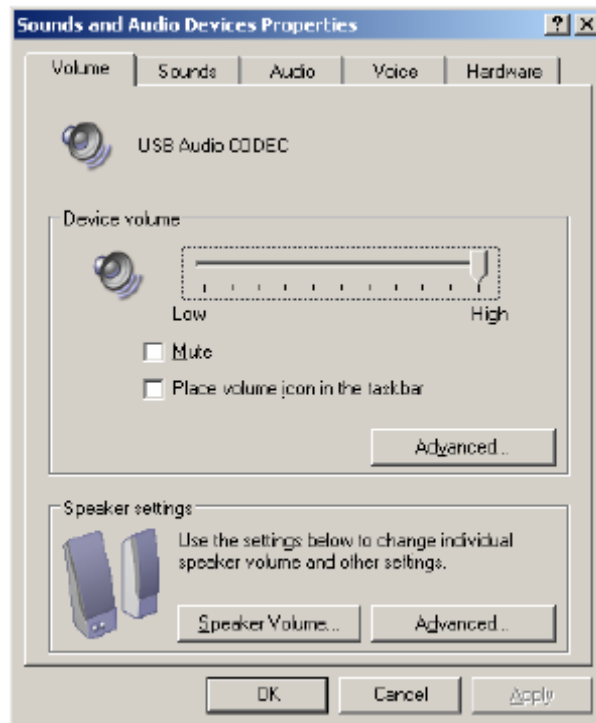 Sounds and Audio Devices Properties
Volume Sounds Audio Voice Hardware
USB Audio CODEC
Device volume
Low High
Mute
Place volume icon in the taskbar
Advanced...
Speaker settings
Use the settings below to change individual
speaker volume and other settings.
Speaker Volume... Advanced...
OK Cancel Apply